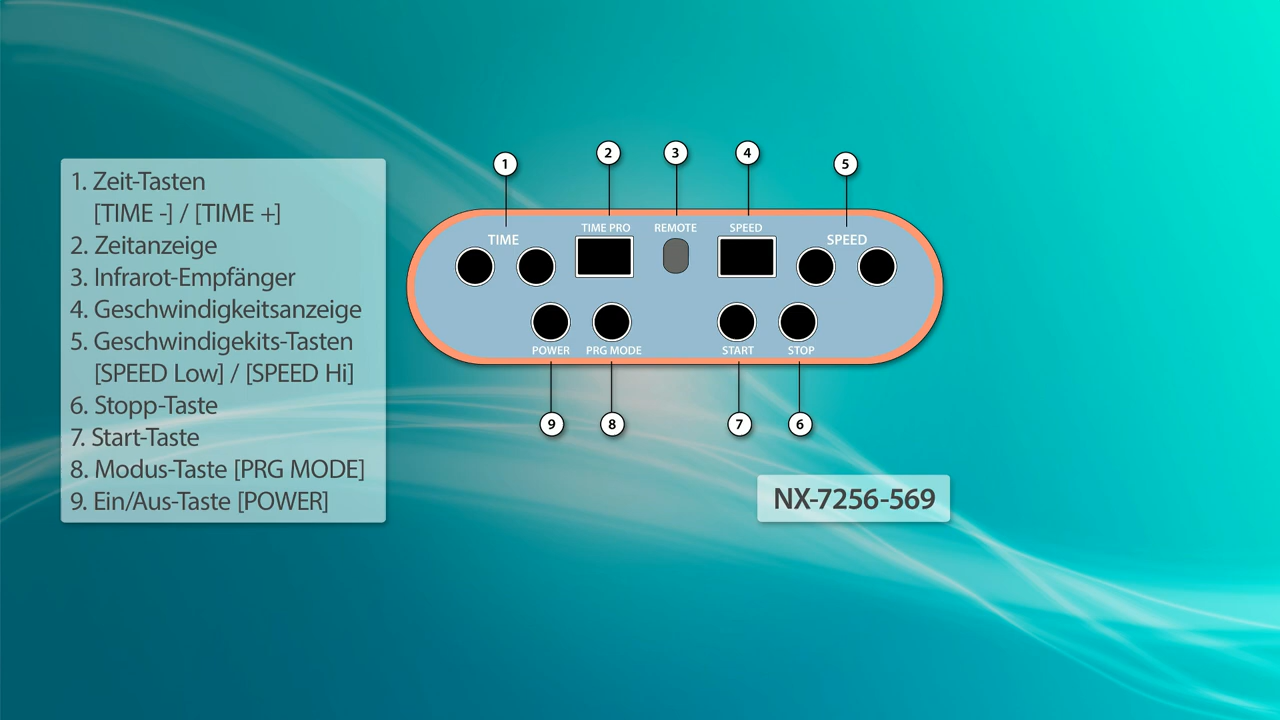 1. Zeit-Tasten
[TIME -] / [TIME +]
2. Zeitanzeige
3. Infrarot-Empfänger
4. Geschwindigkeitsanzeige
5. Geschwindigekits-Tasten
[SPEED Low] / [SPEED Hi]
6. Stopp-Taste
7. Start-Taste
8. Modus-Taste [PRG MODE]
9. Ein/Aus-Taste [POWER]
1 2 3 4 5
TIME TIME PRO REMOTE SPEED SPEED
POWER PRG MODE START STOP
9 8 7 6
NX-7256-569